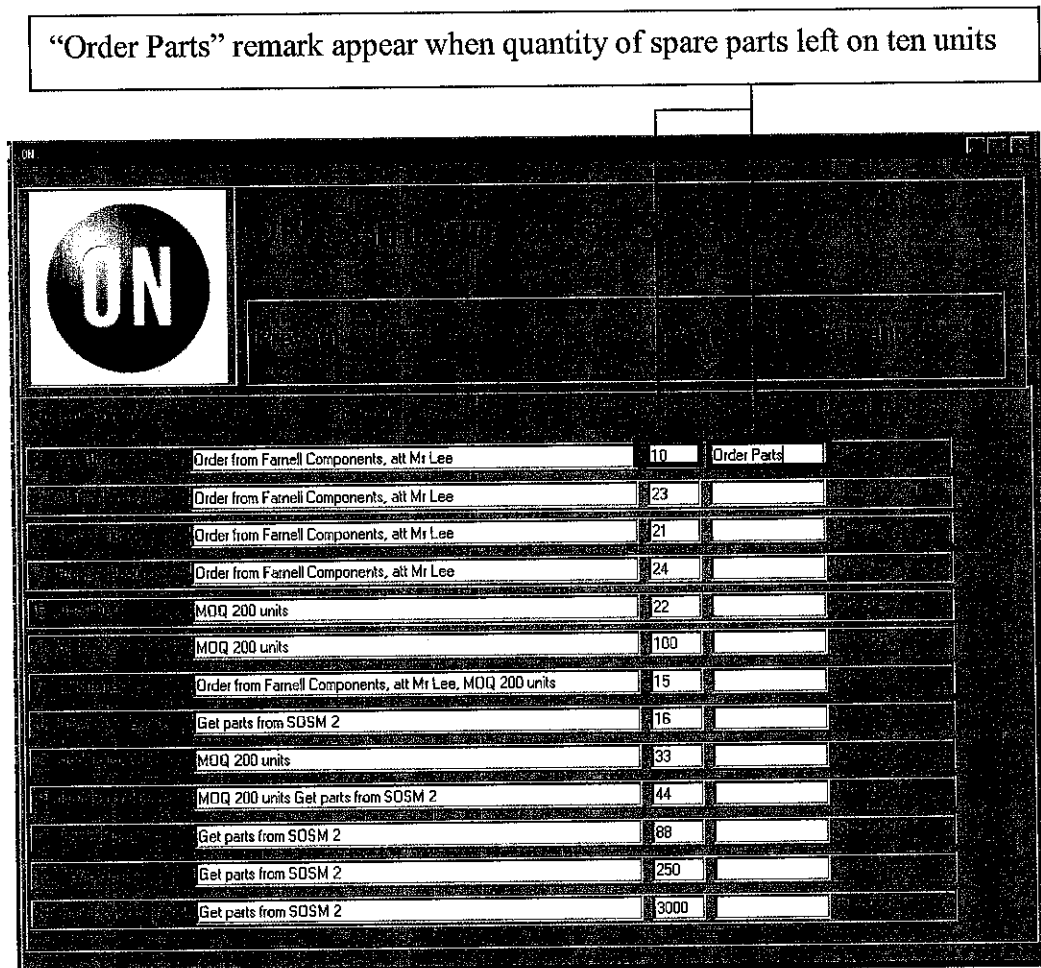 “Order Parts” remark appear when quantity of spare parts left on ten units
ON
ON
Order from Farnell Components, att Mr Lee 10 Order Parts
Order from Farnell Components, att Mr Lee 23
Order from Farnell Components, att Mr Lee 21
Order from Farnell Components, att Mr Lee 24
MOQ 200 units 22
MOQ 200 units 100
Order from Farnell Components, att Mr Lee, MOQ 200 units 15
Get parts from SOSM 2 16
MOQ 200 units 33
MOQ 200 units Get parts from SOSM 2 44
Get parts from SOSM 2 88
Get parts from SOSM 2 250
Get parts from SOSM 2 3000